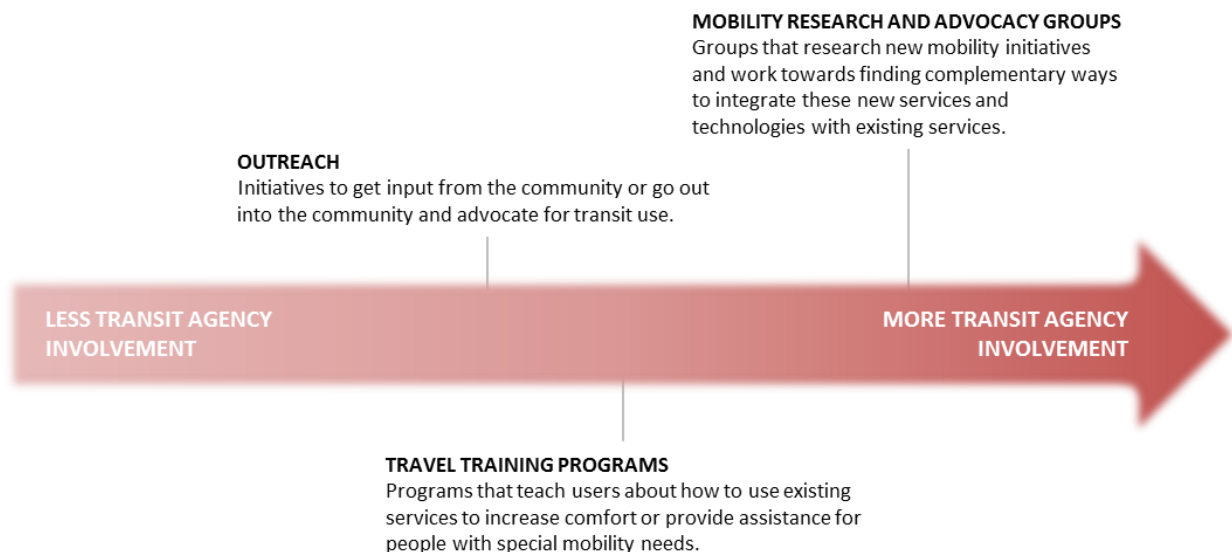 MOBILITY RESEARCH AND ADVOCACY GROUPS
Groups that research new mobility initiatives
and work towards finding complementary ways
to integrate these new services and
technologies with existing services.
OUTREACH
Initiatives to get input from the community or go out
into the community and advocate for transit use.
LESS TRANSIT AGENCY
INVOLVEMENT
MORE TRANSIT AGENCY
INVOLVEMENT
TRAVEL TRAINING PROGRAMS
Programs that teach users about how to use existing
services to increase comfort or provide assistance for
people with special mobility needs.